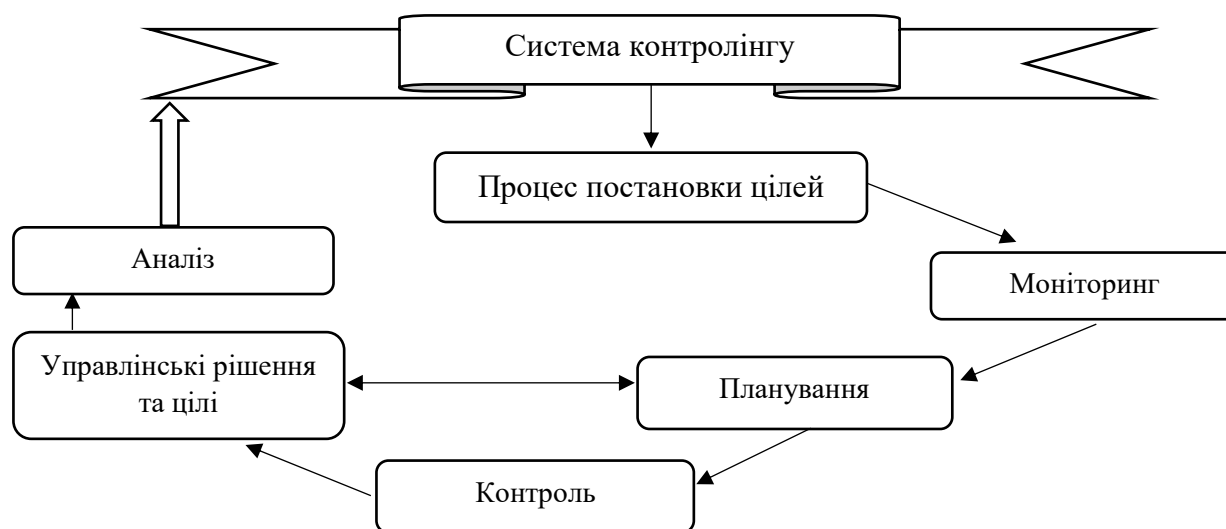 Система контролінгу
Процес постановки цілей
Аналіз
Моніторинг
Управлінські рішення
та цілі
Планування
Контроль